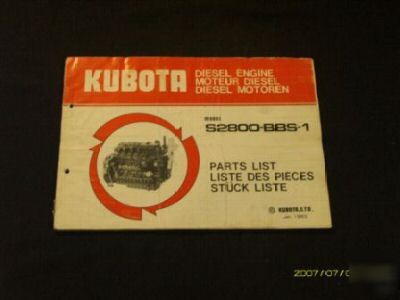 KUBOTA
DIESEL ENGINE
MOTEUR DIESEL
DIESEL MOTOREN
MODEL
S2800-BBS-1
PARTS LIST
LISTE DES PIECES
STÜCK LISTE
© KUBOTA, LTD.
Jan.
2007/07/0